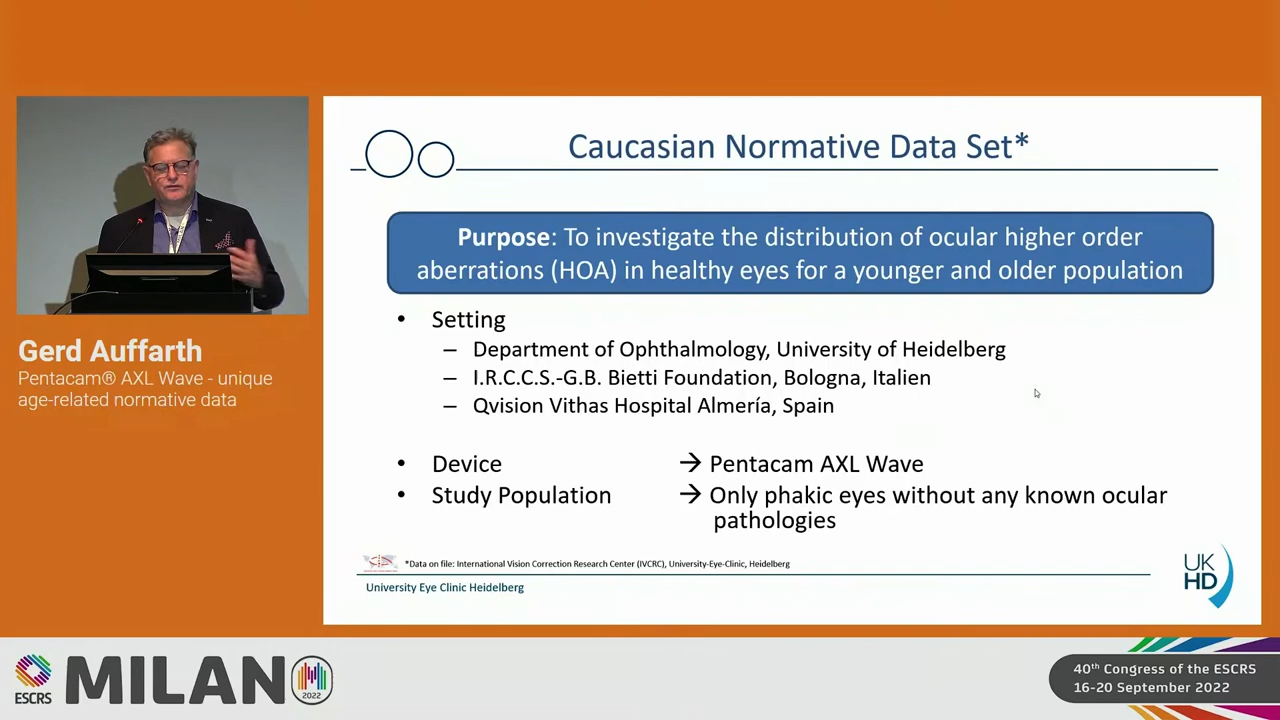 Caucasian Normative Data Set*
Purpose: To investigate the distribution of ocular higher order
aberrations (HOA) in healthy eyes for a younger and older population
• Setting
– Department of Ophthalmology, University of Heidelberg
– I.R.C.C.S.-G.B. Bietti Foundation, Bologna, Italien
– Qvision Vithas Hospital Almería, Spain
• Device → Pentacam AXL Wave
• Study Population → Only phakic eyes without any known ocular
pathologies
*Data on file: International Vision Correction Research Center (IVCRC), University-Eye-Clinic, Heidelberg
University Eye Clinic Heidelberg
UK
HD
Gerd Auffarth
Pentacam® AXL Wave - unique
age-related normative data
ESCRS
MILANO
2022
40th Congress of the ESCRS
16-20 September 2022